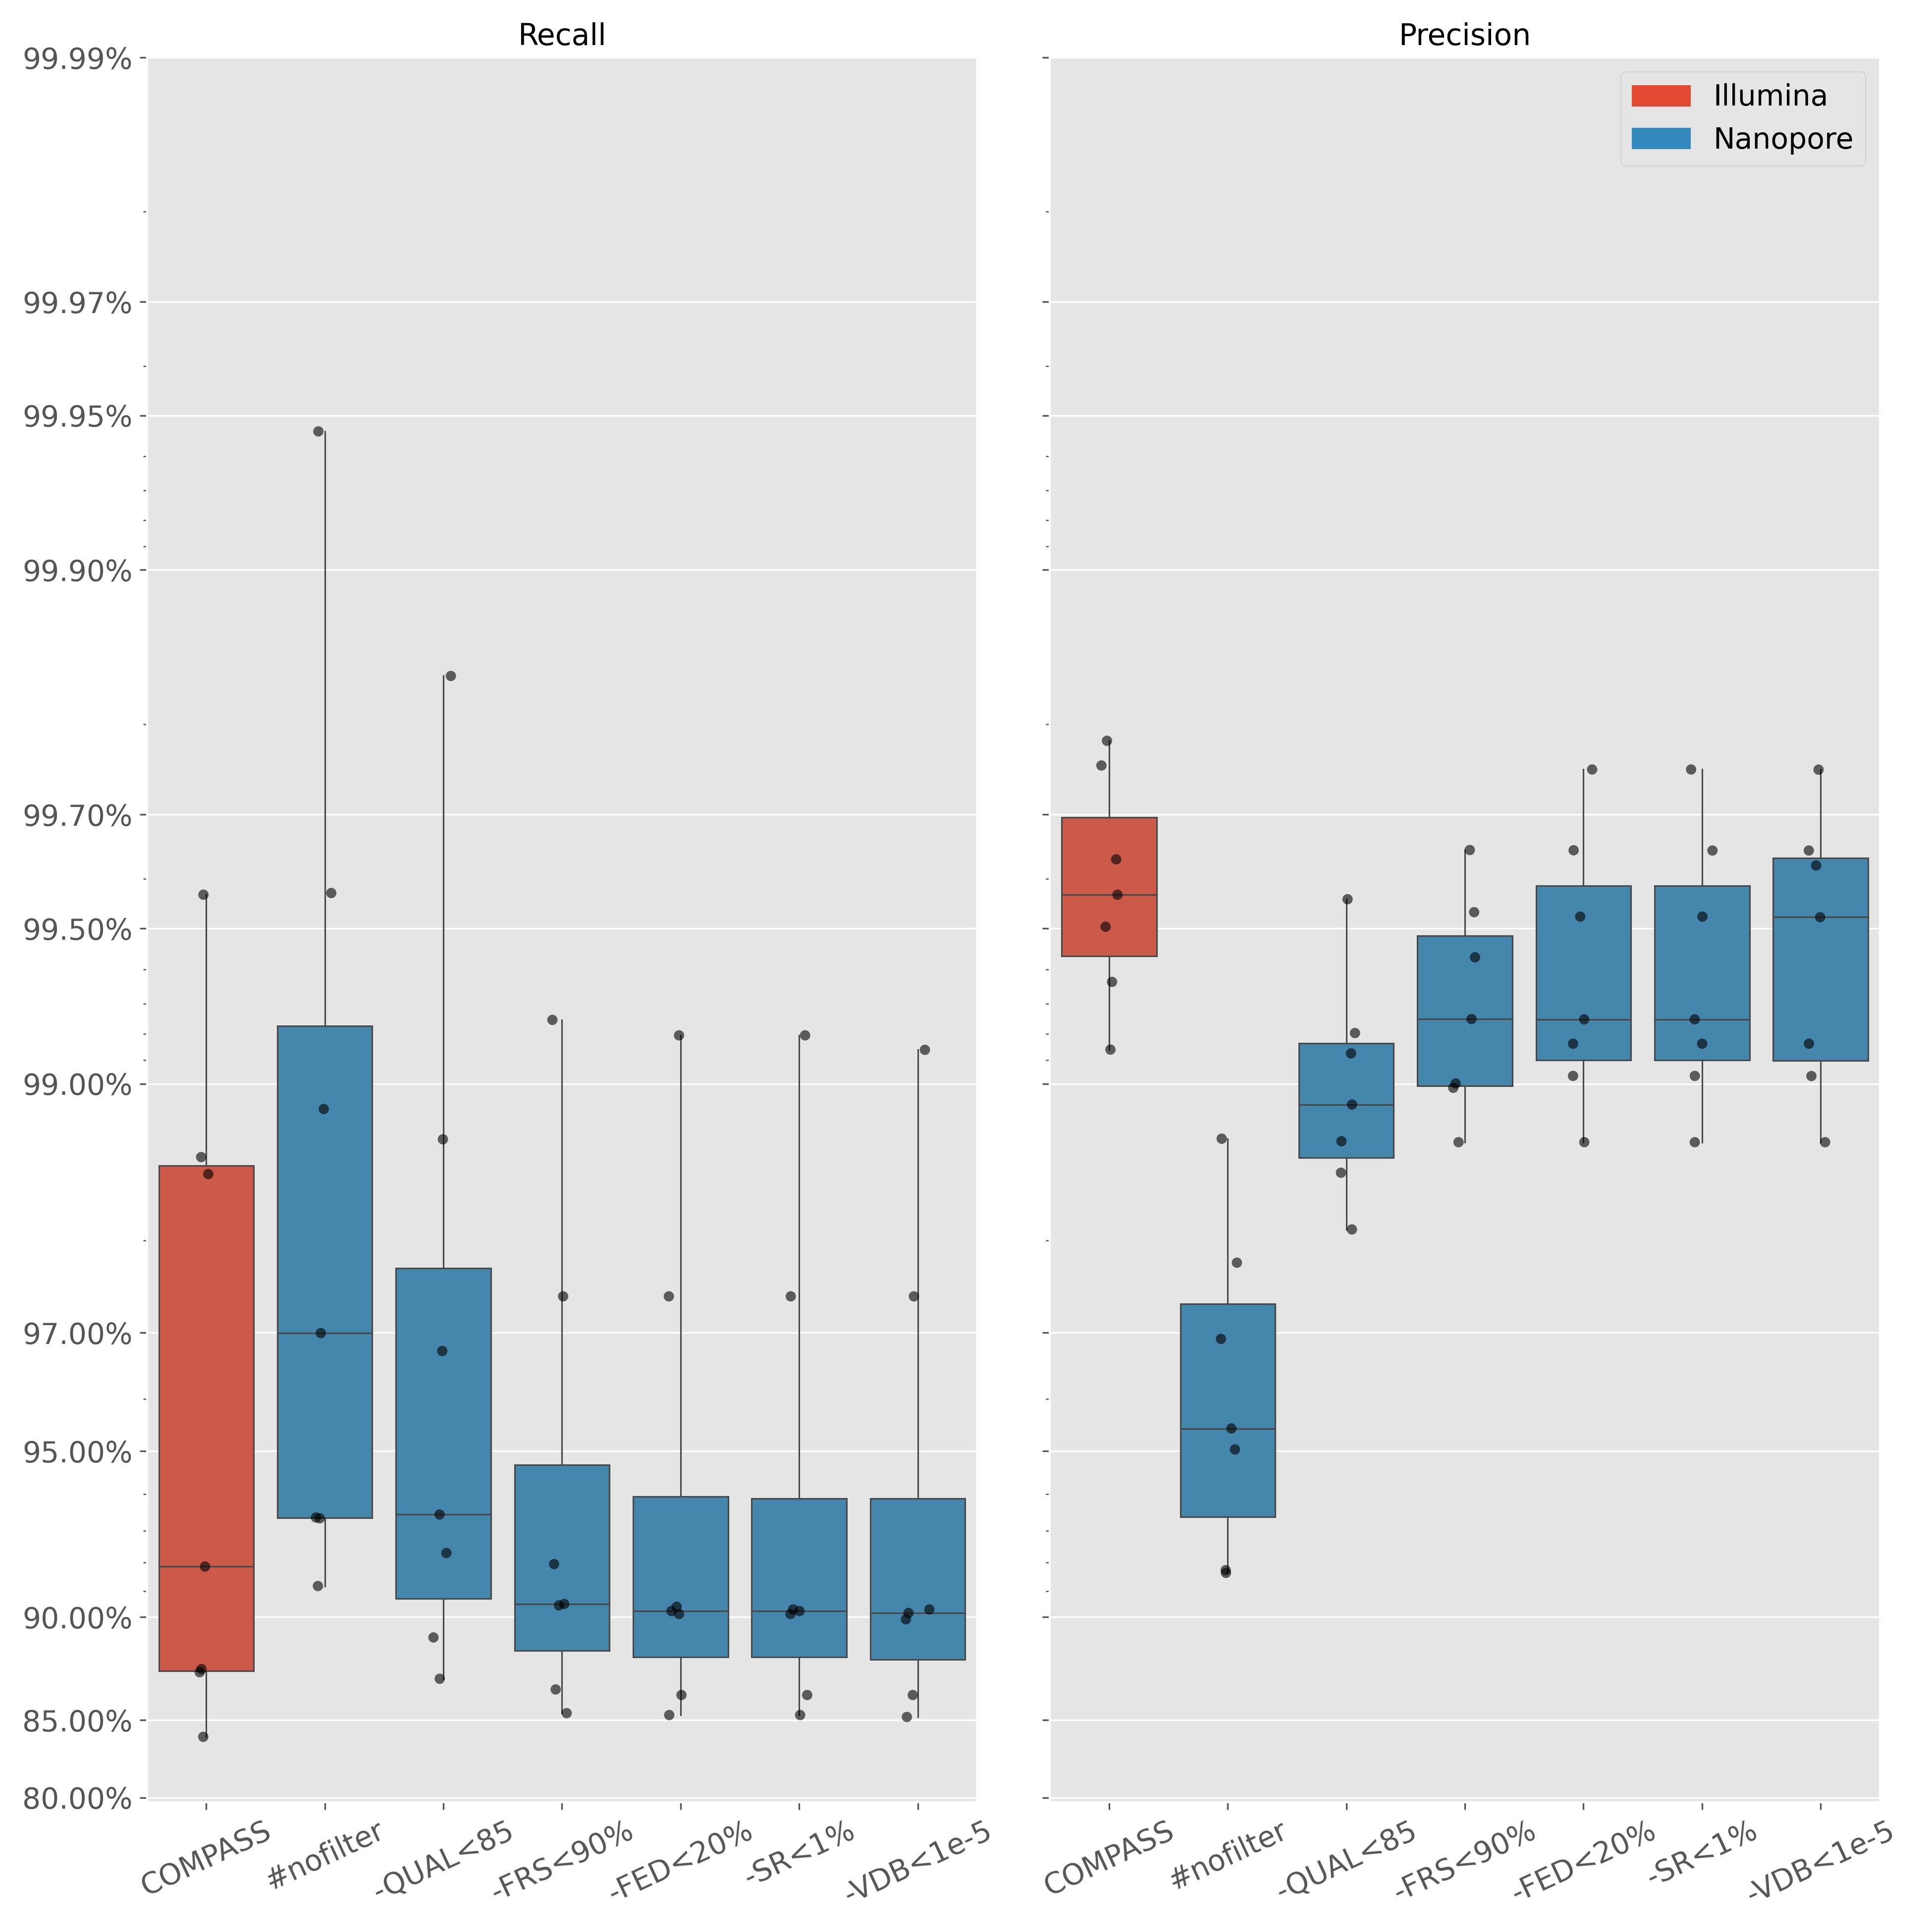 Recall
Precision
99.99%
99.97%
99.95%
99.90%
99.70%
99.50%
99.00%
97.00%
95.00%
90.00%
85.00%
80.00%
Illumina
Nanopore
COMPASS
#nofilter
-QUAL<85
-FRS<90%
-FED<20%
-SR<1%
-VDB<1e-5
COMPASS
#nofilter
-QUAL<85
-FRS<90%
-FED<20%
-SR<1%
-VDB<1e-5